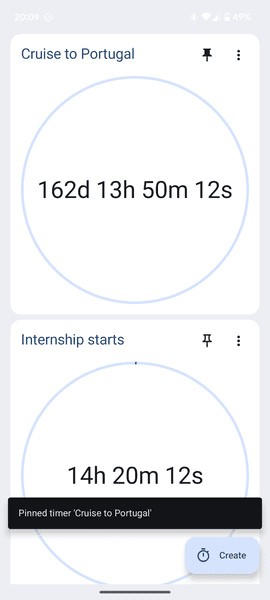 20:09
49%
Cruise to Portugal
162d 13h 50m 12s
Internship starts
14h 20m 12s
Pinned timer 'Cruise to Portugal'
Create